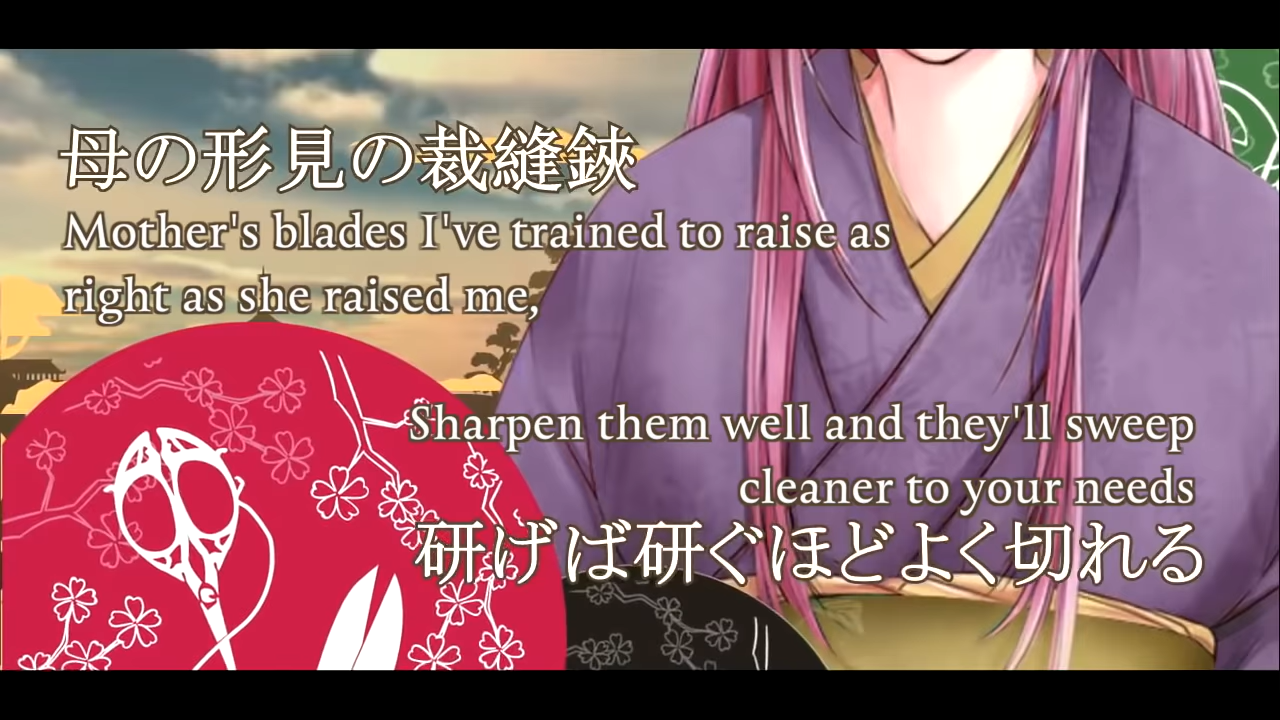 母の形見の裁縫鋏
Mother's blades I've trained to raise as
right as she raised me,
Sharpen them well and they'll sweep
cleaner to your needs
研げば研ぐほどよく切れる